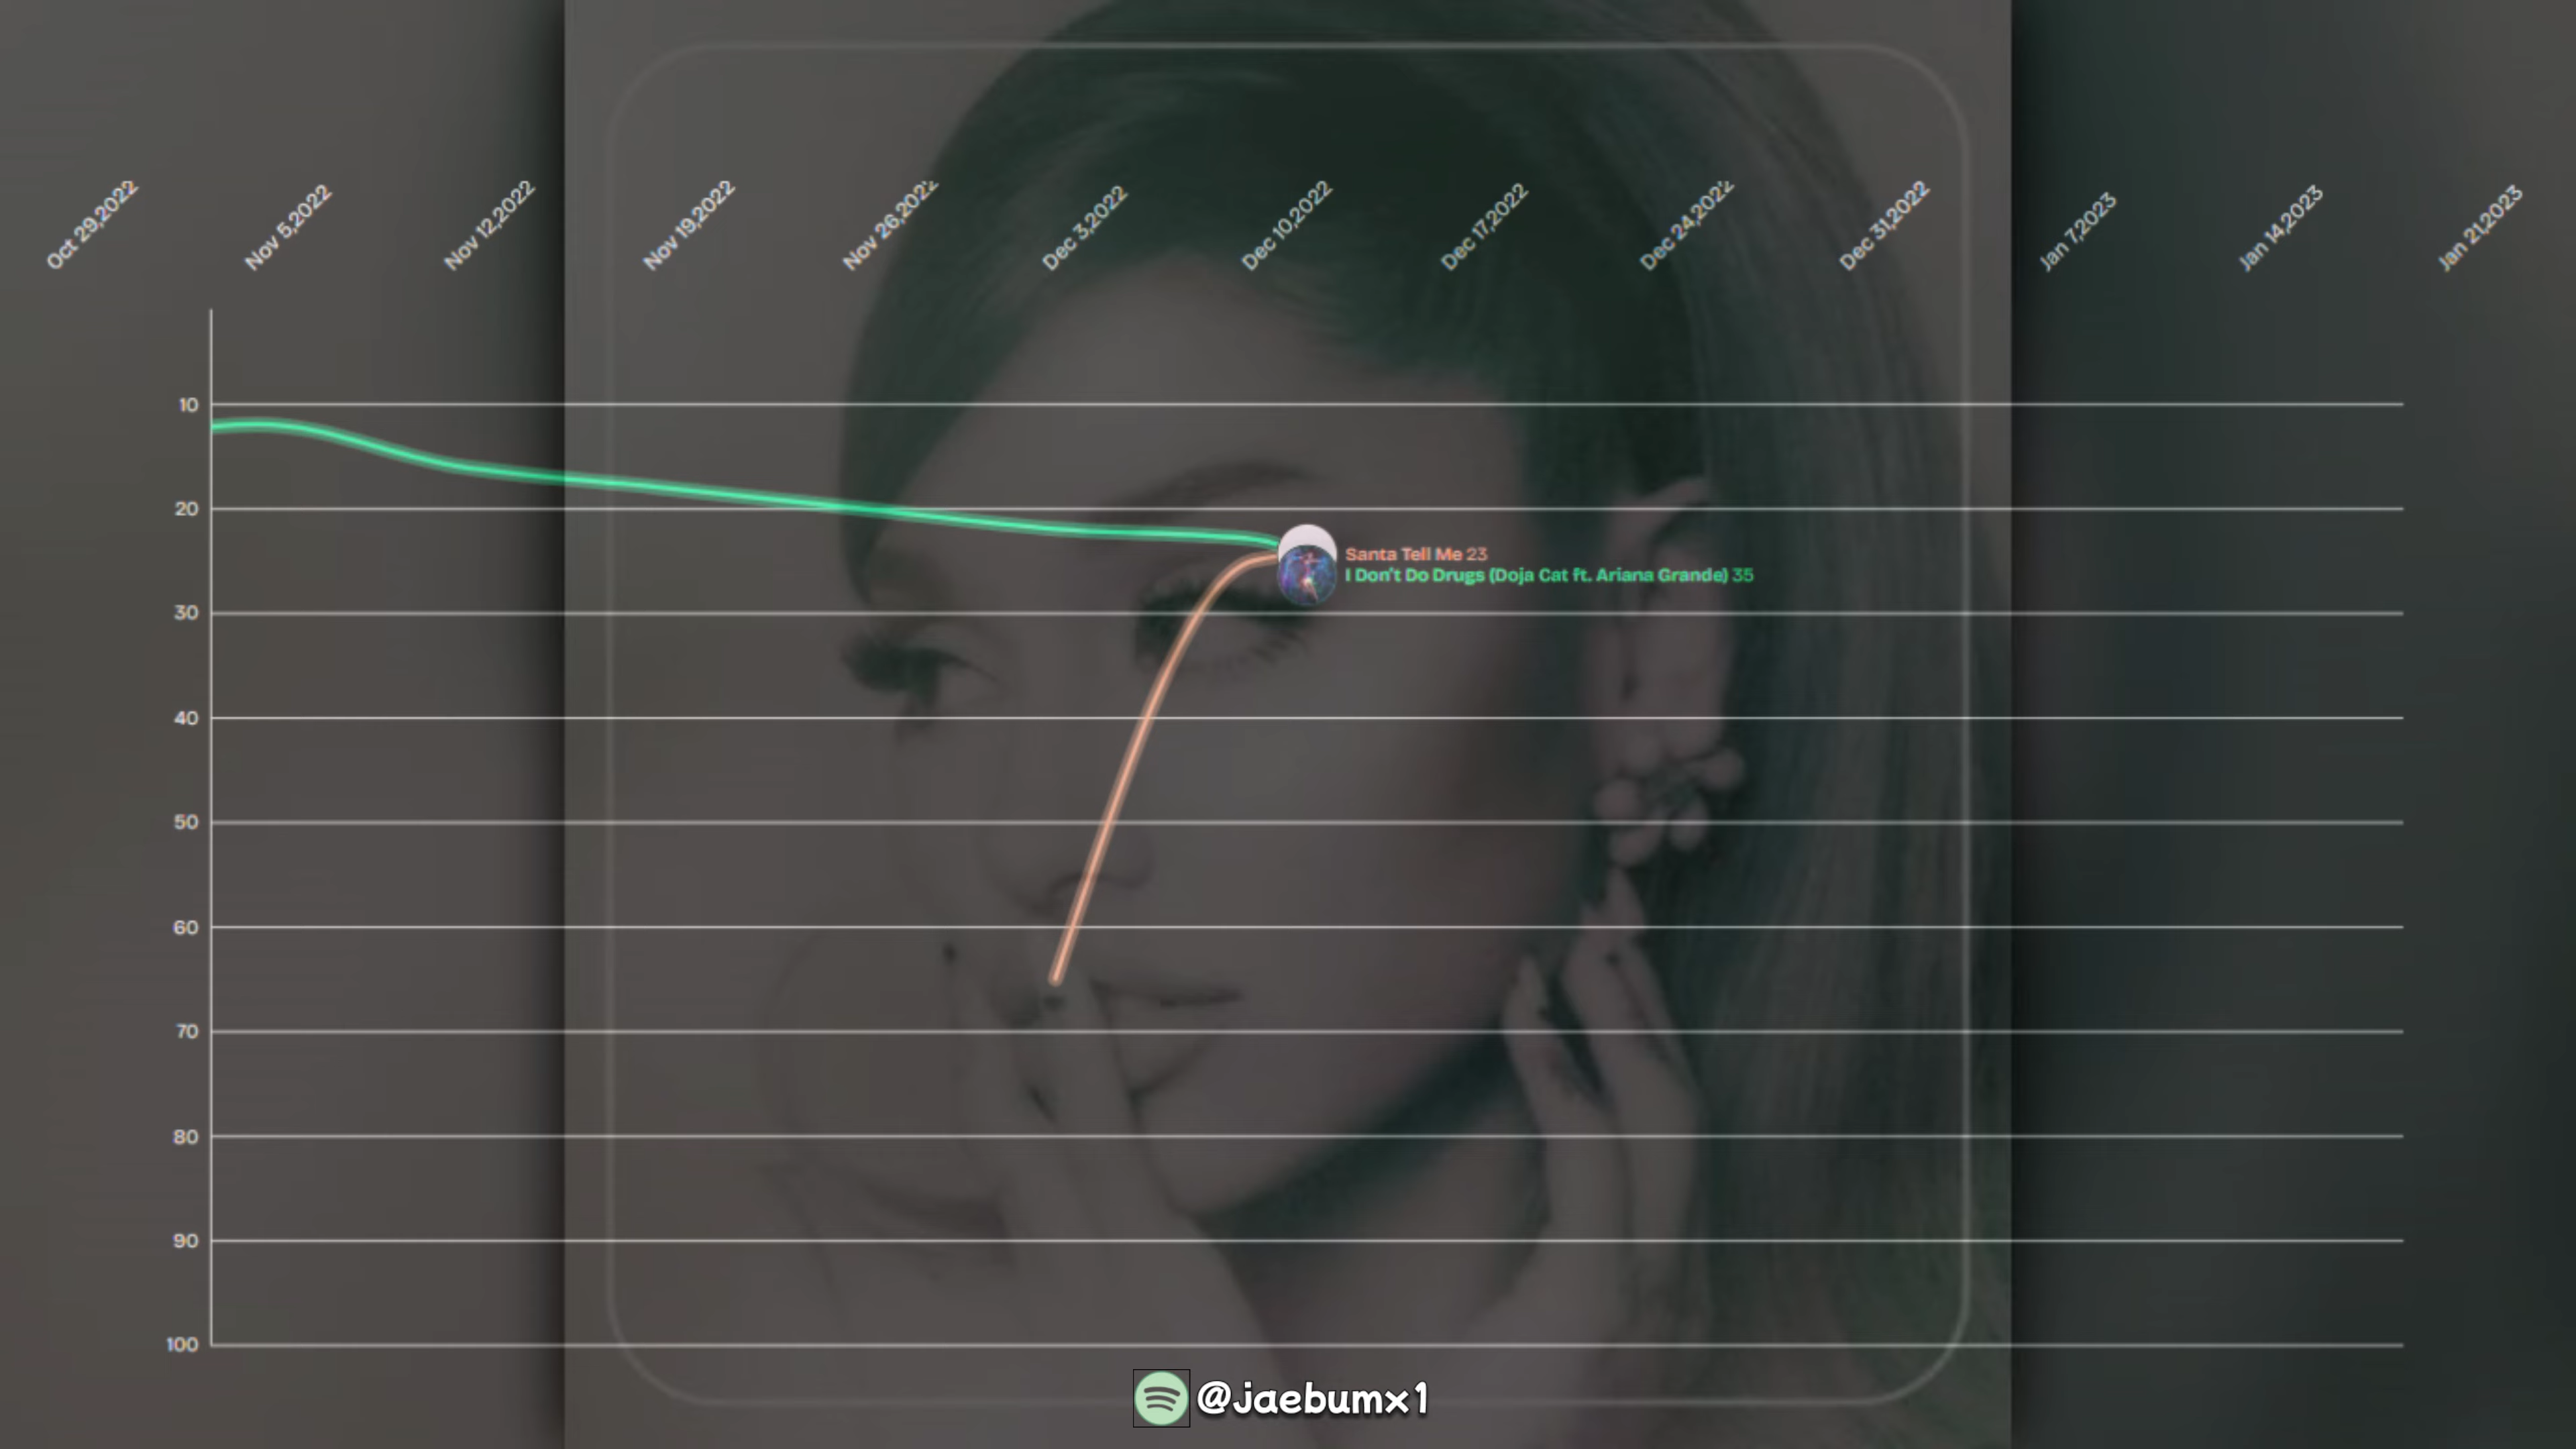 Oct 29,2022
Nov 5,2022
Nov 12,2022
Nov 19,2022
Nov 26,2022
Dec 3,2022
Dec 10,2022
Dec 17,2022
Dec 24,2022
Dec 31,2022
Jan 7,2023
Jan 14,2023
Jan 21,2023
10
20
Santa Tell Me 23
I Don't Do Drugs (Doja Cat ft. Ariana Grande) 35
30
40
50
60
70
80
90
100
@jaebumx1